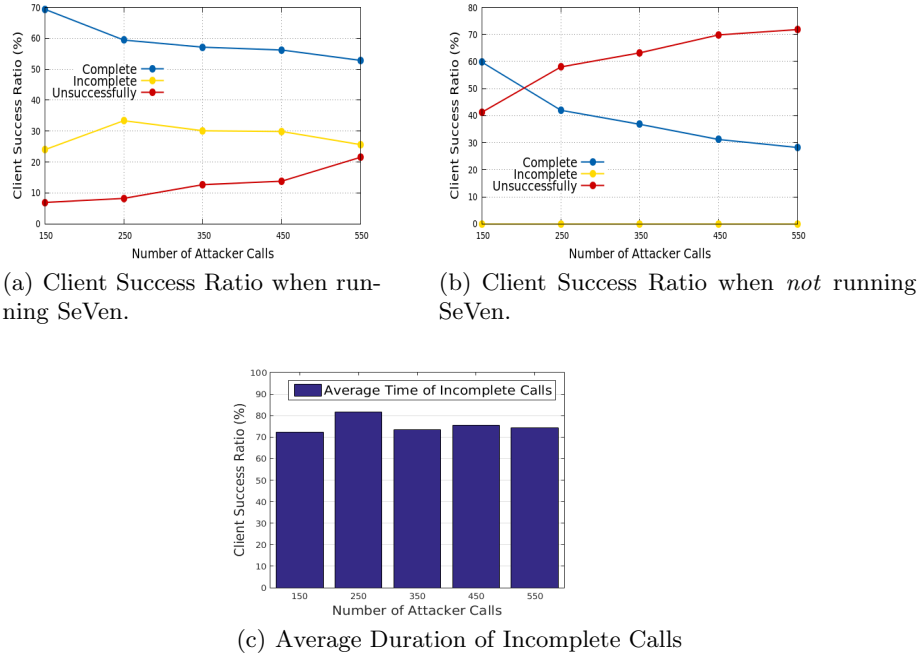 70
60
50
40
30
20
10
0
Client Success Ratio (%)
Complete
Incomplete
Unsuccessfully
150 250 350 450 550
Number of Attacker Calls
(a) Client Success Ratio when run-
ning SeVen.
80
70
60
50
40
30
20
10
0
Client Success Ratio (%)
Complete
Incomplete
Unsuccessfully
150 250 350 450 550
Number of Attacker Calls
(b) Client Success Ratio when not running
SeVen.
100
90
80
70
60
50
40
30
20
10
0
Client Success Ratio (%)
Average Time of Incomplete Calls
150 250 350 450 550
Number of Attacker Calls
(c) Average Duration of Incomplete Calls